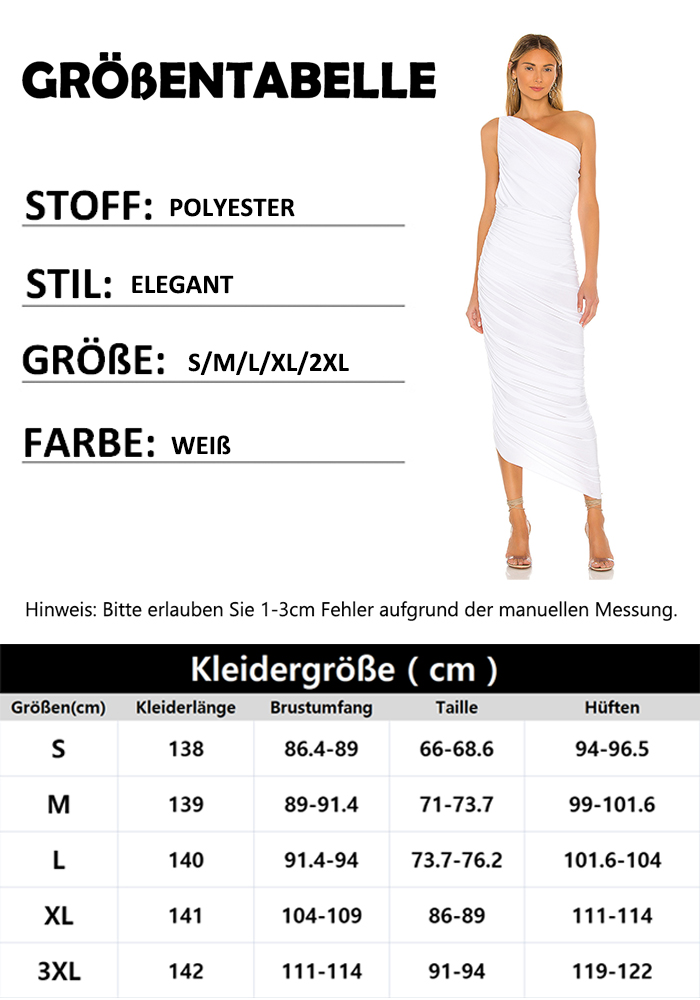 GRÖßENTABELLE
STOFF: POLYESTER
STIL: ELEGANT
GRÖßE: S/M/L/XL/2XL
FARBE: WEIß
Hinweis: Bitte erlauben Sie 1-3cm Fehler aufgrund der manuellen Messung.
Kleidergröße ( cm )
Größen(cm) Kleiderlänge Brustumfang Taille Hüften
S 138 86.4-89 66-68.6 94-96.5
M 139 89-91.4 71-73.7 99-101.6
L 140 91.4-94 73.7-76.2 101.6-104
XL 141 104-109 86-89 111-114
3XL 142 111-114 91-94 119-122